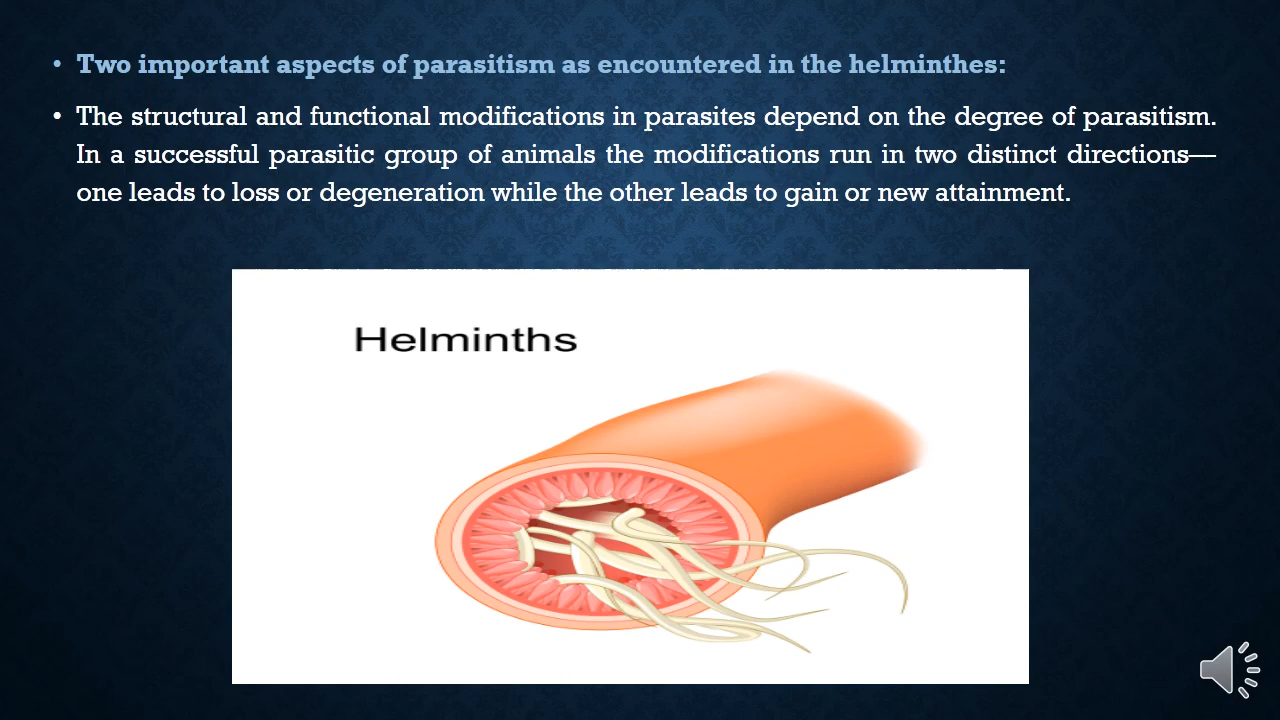 • Two important aspects of parasitism as encountered in the helminthes:
• The structural and functional modifications in parasites depend on the degree of parasitism.
In a successful parasitic group of animals the modifications run in two distinct directions—
one leads to loss or degeneration while the other leads to gain or new attainment.
Helminths